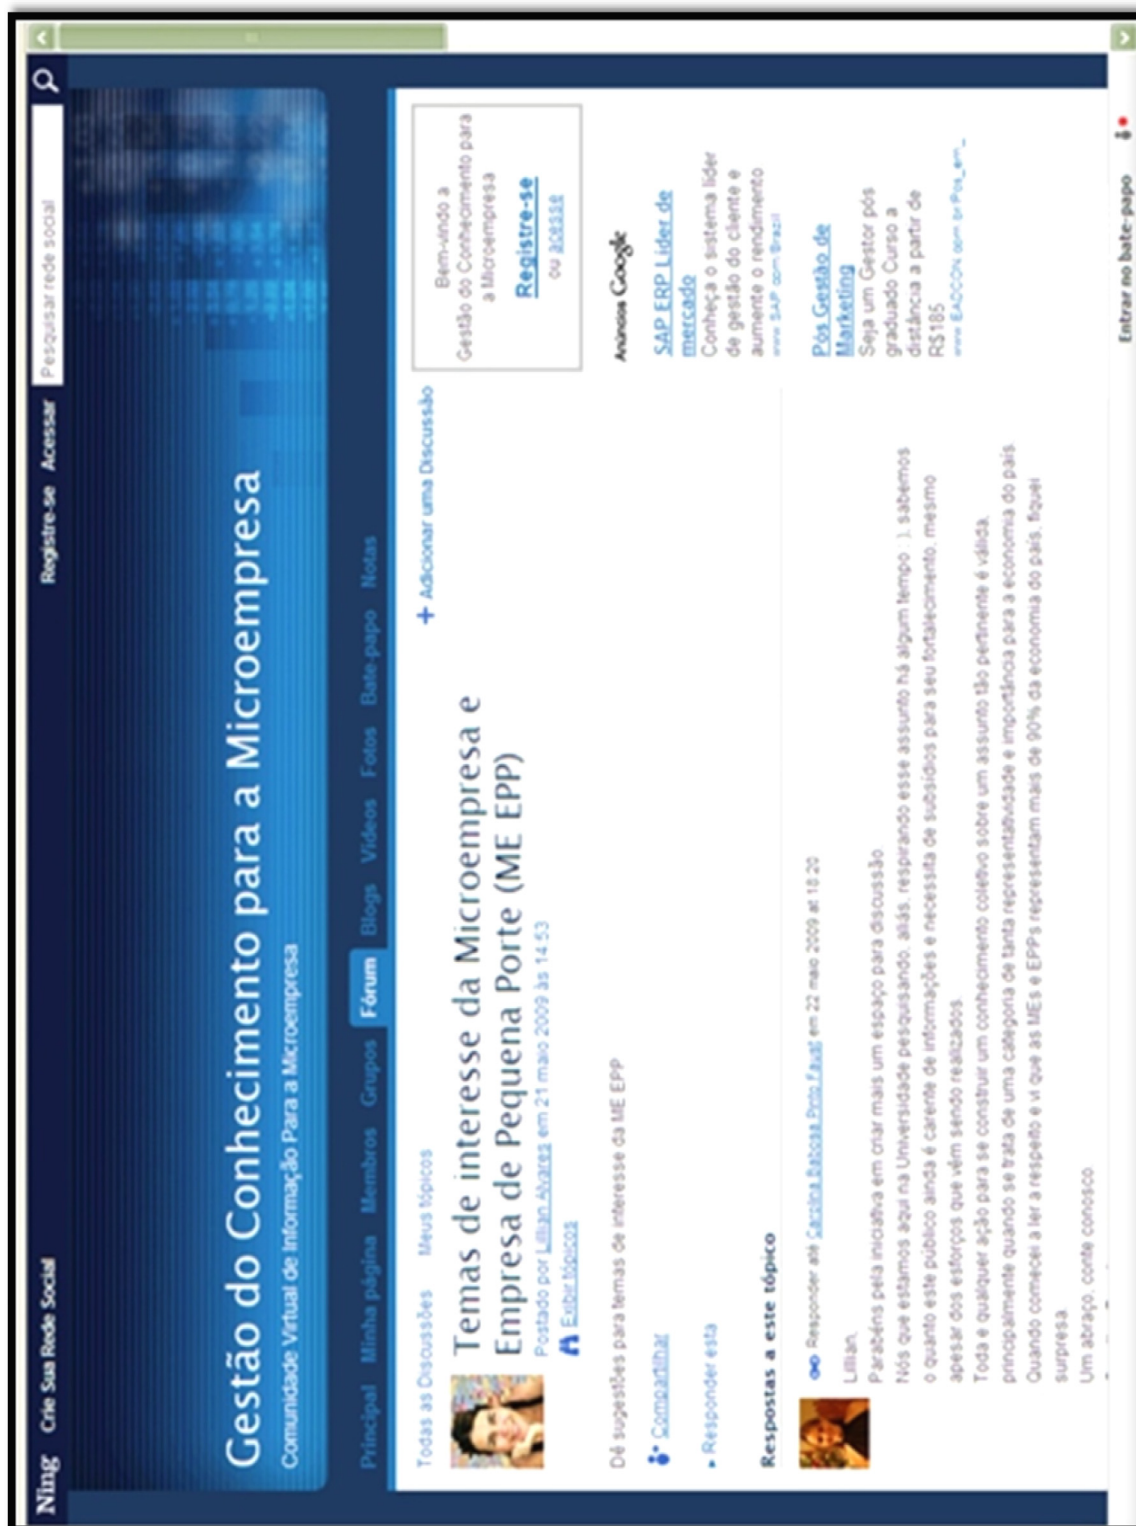 Ning Crie Sua Rede Social Registre-se Acessar Pesquisar rede social
Gestão do Conhecimento para a Microempresa
Comunidade Virtual de Informação Para a Microempresa
Principal Minha página Membros Grupos Fórum Blogs Vídeos Fotos Bate-papo Notas
Todas as Discussões Meus tópicos + Adicionar uma Discussão
Temas de interesse da Microempresa e
Empresa de Pequena Porte (ME EPP)
Postado por Lillian Alvares em 21 maio 2009 às 14:53
Exibir tópicos
Dê sugestões para temas de interesse da ME EPP
Compartilhar
▸ Responder esta
Respostas a este tópico
Responder até Carolina Babosa Pinto em 22 maio 2009 at 18:20
Lillian,
Parabéns pela iniciativa em criar mais um espaço para discussão.
Nós que estamos aqui na Universidade pesquisando, aliás, respirando esse assunto há algum tempo : ), sabemos
o quanto este público ainda é carente de informações e necessita de subsídios para seu fortalecimento, mesmo
apesar dos esforços que vêm sendo realizados.
Toda e qualquer ação para se construir um conhecimento coletivo sobre um assunto tão pertinente é válida,
principalmente quando se trata de uma categoria de tanta representatividade e importância para a economia do país.
Quando comecei a ler a respeito e vi que as MEs e EPPs representam mais de 90% da economia do país, fiquei
surpresa.
Um abraço, conte conosco.
Bem-vindo a
Gestão do Conhecimento para
a Microempresa
Registre-se
ou acesse
Anúncios Google
SAP ERP Lider de
mercado
Conheça o sistema líder
de gestão do cliente e
aumente o rendimento
www.SAP.com/Brazil
Pós Gestão de
Marketing
Seja um Gestor pós
graduado Curso a
distância a partir de
R$185
www.EADCON.com.br/Pos_em_
Entrar no bate-papo